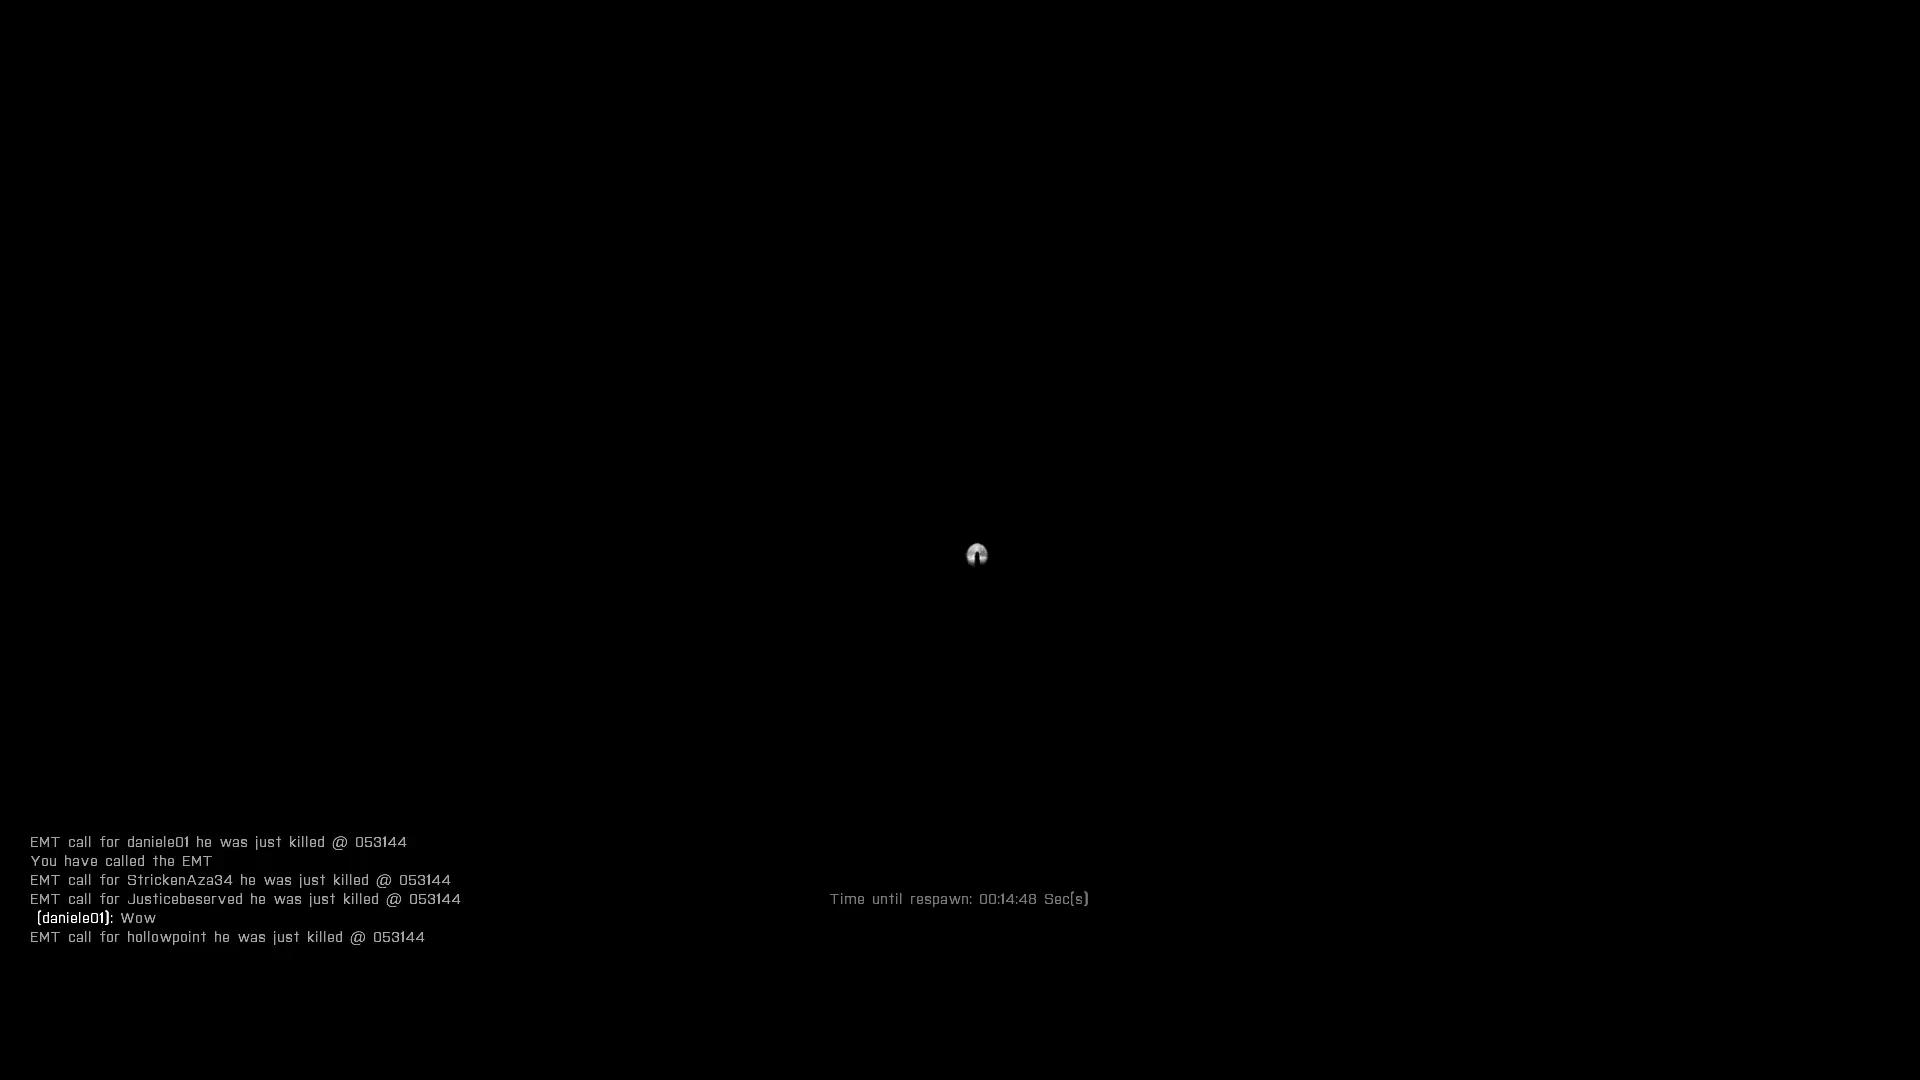 EMT call for daniele01 he was just killed @ 053144
You have called the EMT
EMT call for StrickenAza34 he was just killed @ 053144
EMT call for Justicebeserved he was just killed @ 053144
(daniele01): Wow
EMT call for hollowpoint he was just killed @ 053144
Time until respawn: 00:14:48 Sec(s)